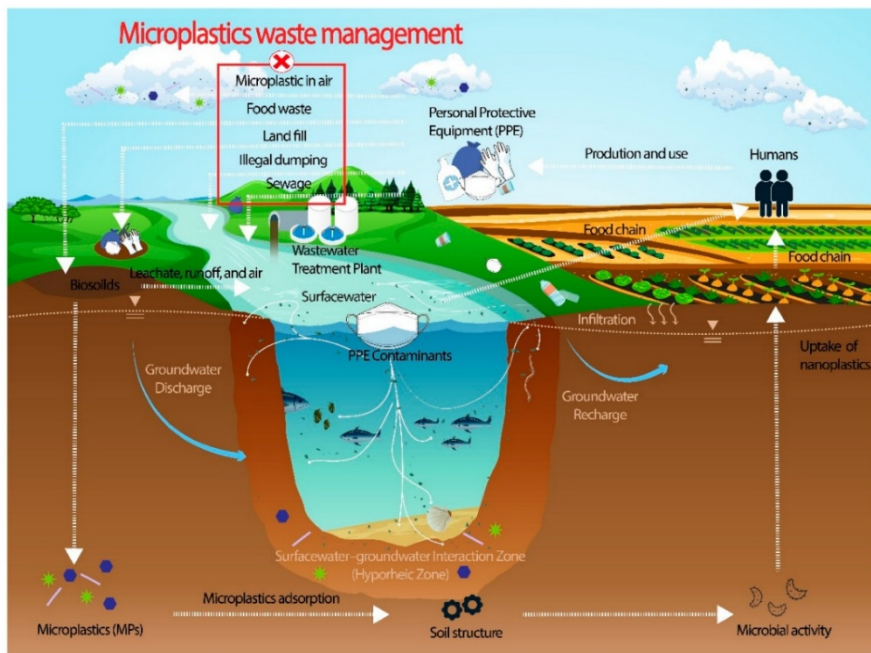 Microplastics waste management
Microplastic in air
Food waste
Land fill
Illegal dumping
Sewage
Personal Protective
Equipment (PPE)
Prodution and use
Humans
Wastewater
Treatment Plant
Food chain
Food chain
Biosoilds
Leachate, runoff, and air
Surfacewater
PPE Contaminants
Infiltration
Uptake of
nanoplastics
Groundwater
Discharge
Groundwater
Recharge
Surfacewater–groundwater Interaction Zone
(Hyporheic Zone)
Microplastics (MPs)
Microplastics adsorption
Soil structure
Microbial activity